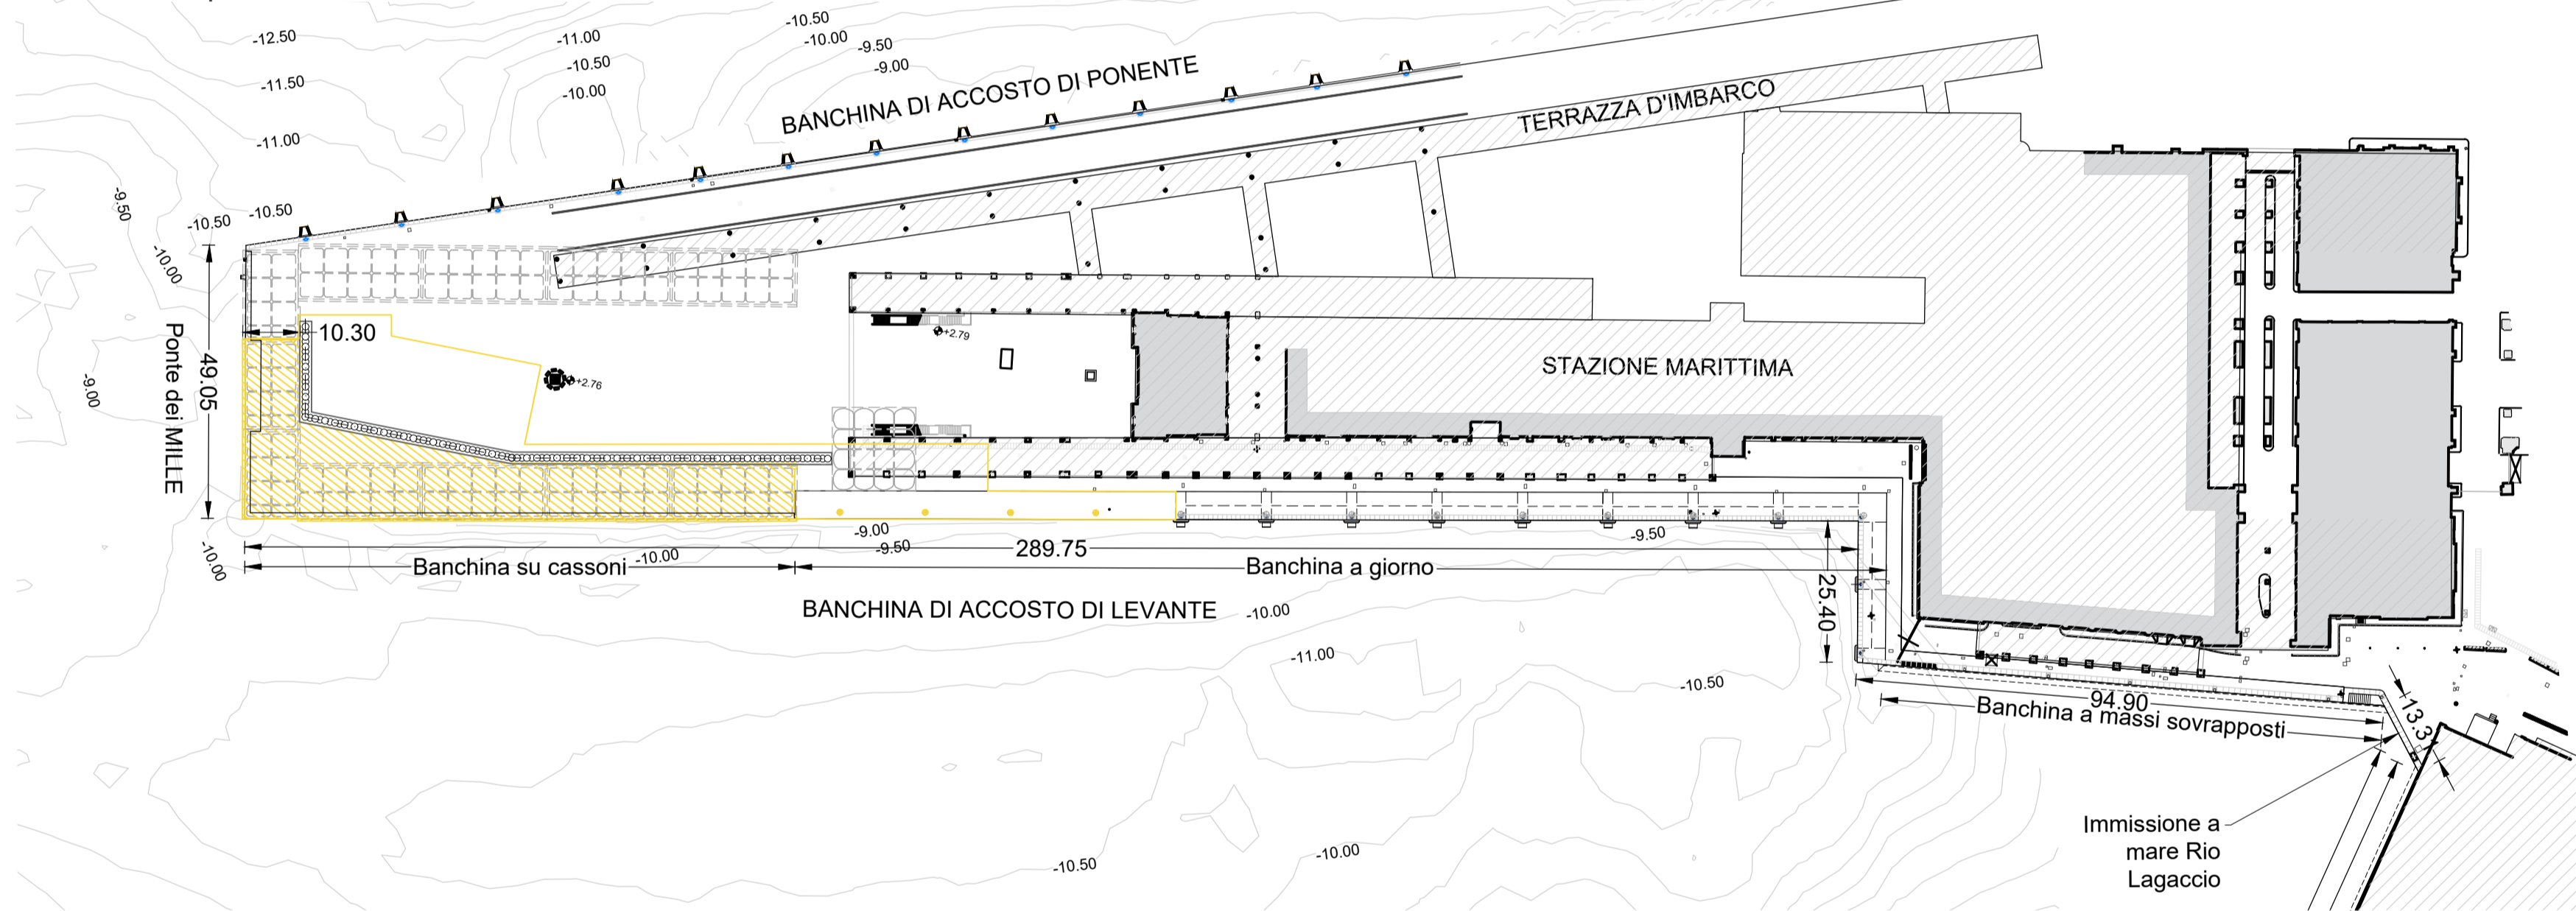 -10.50
-12.50
-11.00
-10.00
-9.50
-10.50
-9.00
-11.50
-10.00
BANCHINA DI ACCOSTO DI PONENTE
TERRAZZA D'IMBARCO
-11.00
-9.50
-10.50
-10.50
-10.00
10.30
+2.79
49.05
Ponte dei MILLE
-9.00
+2.76
STAZIONE MARITTIMA
-9.00
-9.50
-9.50
289.75
-10.00
-10.00
Banchina su cassoni
Banchina a giorno
25.40
BANCHINA DI ACCOSTO DI LEVANTE
-10.00
-11.00
-10.50
94.90
Banchina a massi sovrapposti
Immissione a
mare Rio
Lagaccio
-10.50
-10.00